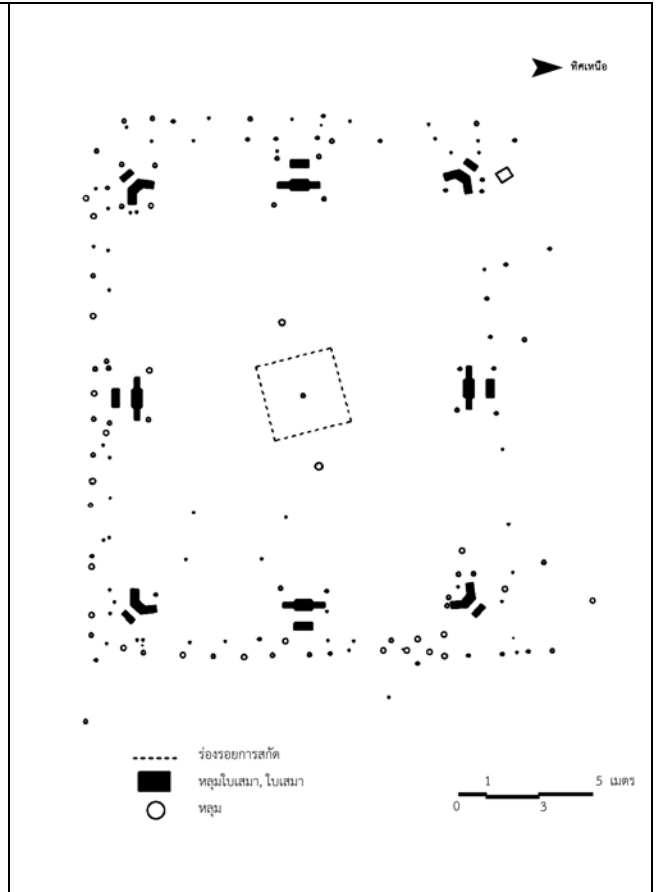 ทิศเหนือ
ร่องรอยการสกัด
หลุมใบเสมา, ใบเสมา
หลุม
1 5 เมตร
0 3